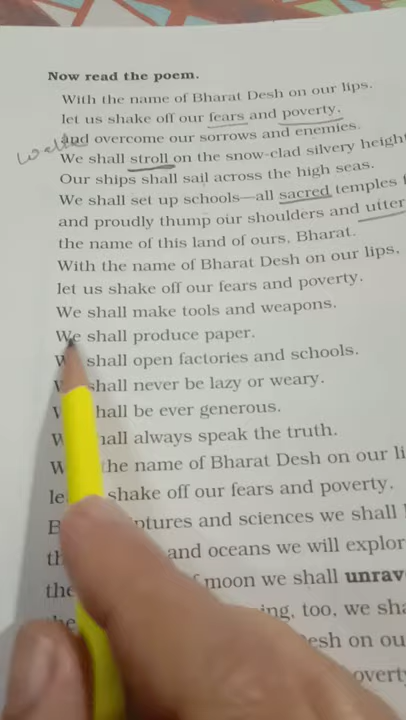 Now read the poem.
With the name of Bharat Desh on our lips.
let us shake off our fears and poverty.
and overcome our sorrows and enemies.
We shall stroll on the snow-clad silvery height
Our ships shall sail across the high seas.
We shall set up schools—all sacred temples
and proudly thump our shoulders and utter
the name of this land of ours, Bharat.
With the name of Bharat Desh on our lips,
let us shake off our fears and poverty.
We shall make tools and weapons.
We shall produce paper.
shall open factories and schools.
shall never be lazy or weary.
hall be ever generous.
hall always speak the truth.
the name of Bharat Desh on our li
shake off our fears and poverty.
ptures and sciences we shall
and oceans we will explor
the moon we shall unrav
ing, too, we sha
esh on ou
overty